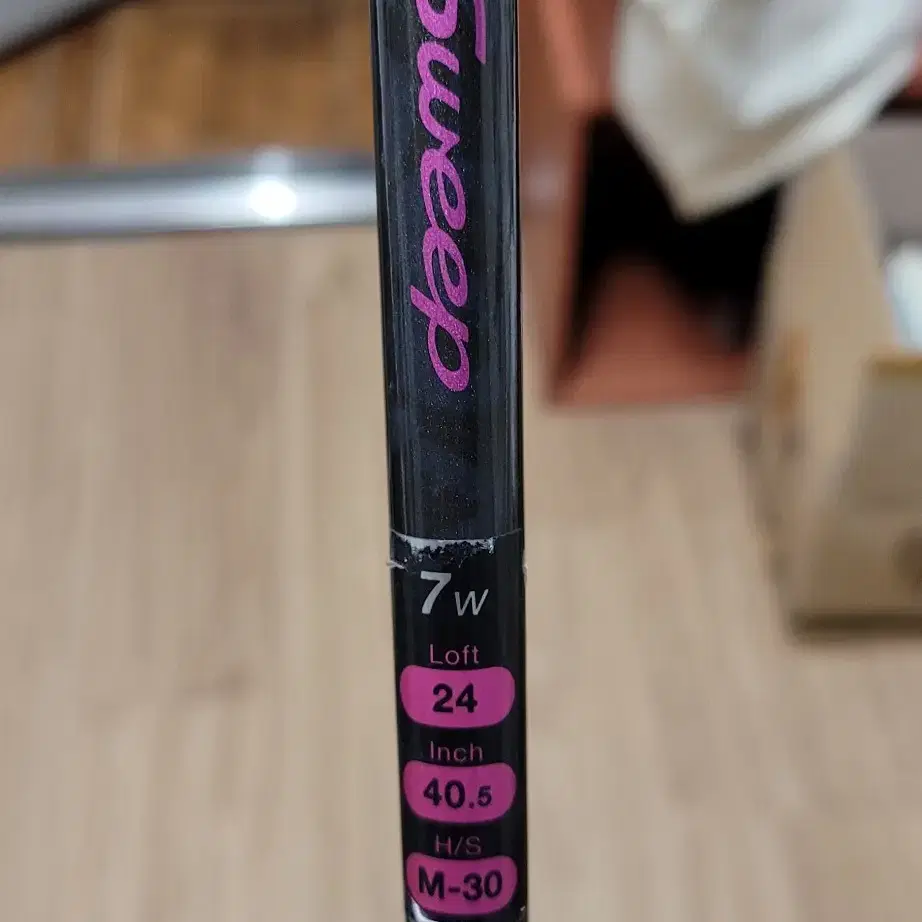 Sweep
7W
Loft
24
Inch
40.5
H/S
M-30